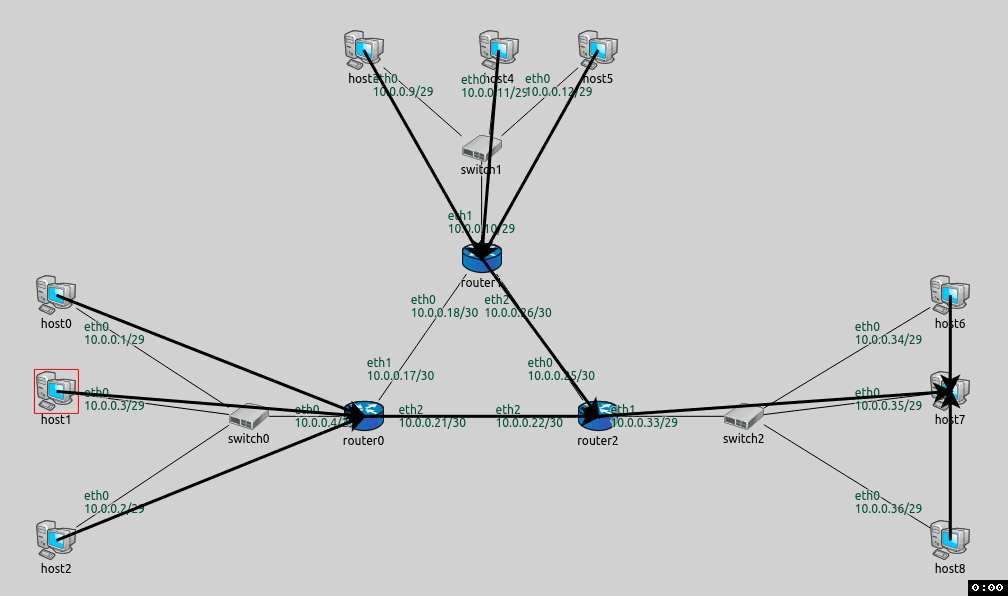 host
host4
host5
eth0
10.0.0.9/29
eth0
10.0.0.11/29
eth0
10.0.0.12/29
switch1
eth1
10.0.0.10/29
router1
eth0
10.0.0.18/30
eth2
10.0.0.26/30
host0
eth0
10.0.0.1/29
host6
eth0
10.0.0.34/29
eth1
10.0.0.17/30
eth0
10.0.0.25/30
host1
eth0
10.0.0.3/29
eth0
10.0.0.4/29
router0
eth2
10.0.0.21/30
eth2
10.0.0.22/30
router2
eth1
10.0.0.33/29
eth0
10.0.0.35/29
host7
switch0
switch2
eth0
10.0.0.2/29
eth0
10.0.0.36/29
host2
host8
0:00